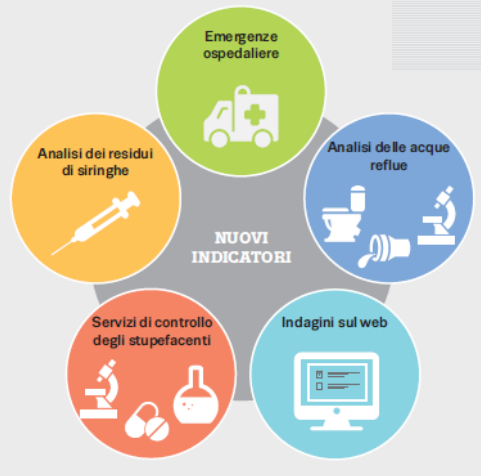 Emergenze
ospedaliere
Analisi dei residui
di siringhe
Analisi delle acque
reflue
NUOVI
INDICATORI
Servizi di controllo
degli stupefacenti
Indagini sul web